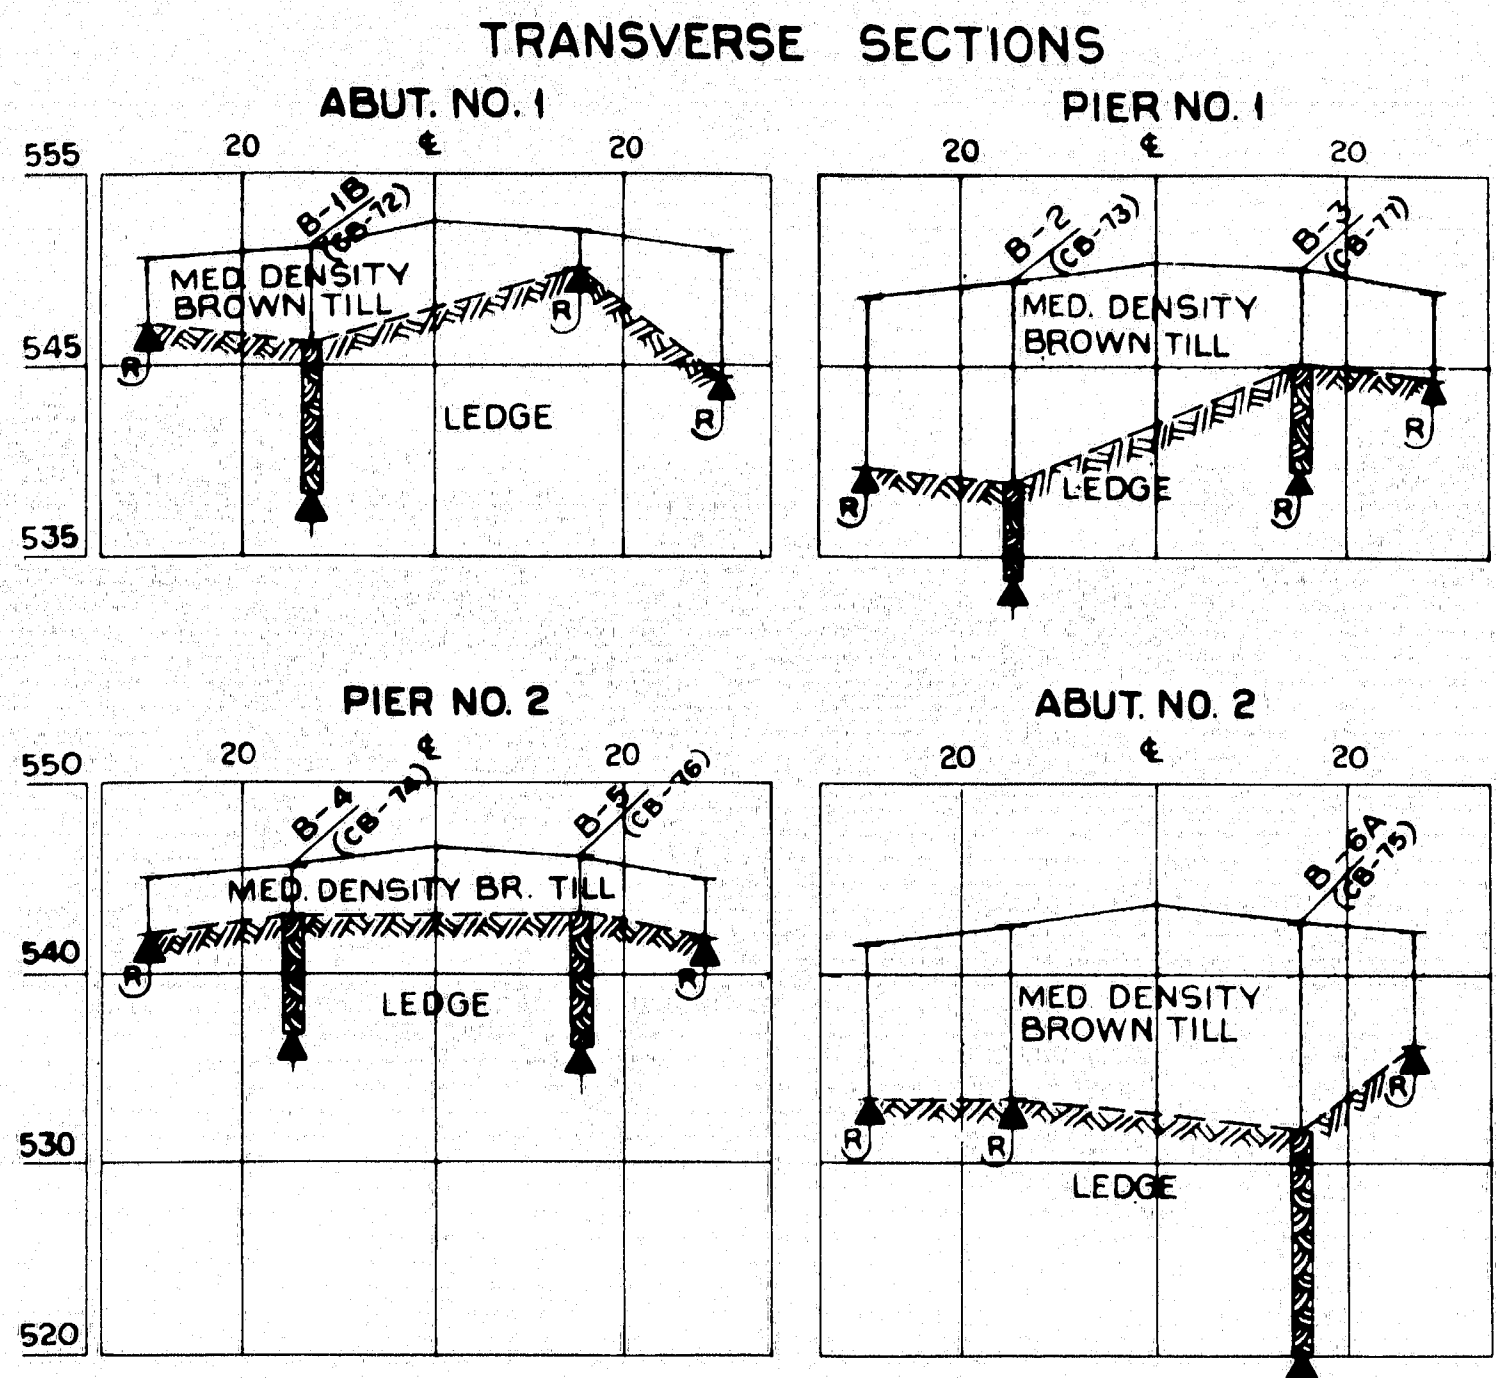 TRANSVERSE SECTIONS
ABUT. NO. 1
20 ℄ 20
555
B-1B
MED. DENSITY
BROWN TILL
R
545
R
LEDGE
R
535
PIER NO. 1
20 ℄ 20
B-2
(CB-73)
B-3
(CB-77)
MED. DENSITY
BROWN TILL
R
LEDGE
R
R
PIER NO. 2
20 ℄ 20
550
B-4
(CB-74)
B-5
(CB-76)
MED. DENSITY BR. TILL
540
R
R
LEDGE
530
520
ABUT. NO. 2
20 ℄ 20
B-6A
(CB-75)
MED. DENSITY
BROWN TILL
R
R
R
LEDGE